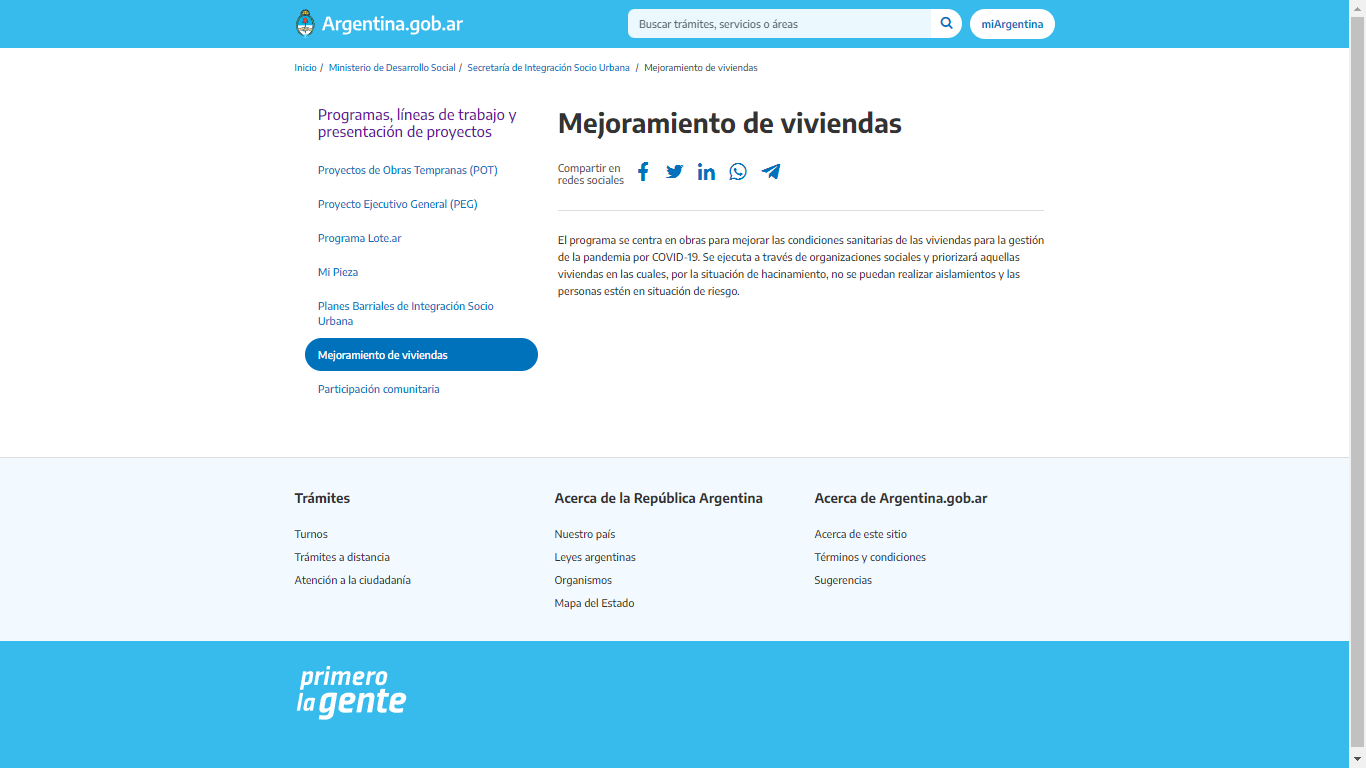 Argentina.gob.ar
Buscar trámites, servicios o áreas
miArgentina
Inicio / Ministerio de Desarrollo Social / Secretaría de Integración Socio Urbana / Mejoramiento de viviendas
Programas, líneas de trabajo y
presentación de proyectos
Proyectos de Obras Tempranas (POT)
Proyecto Ejecutivo General (PEG)
Programa Lote.ar
Mi Pieza
Planes Barriales de Integración Socio
Urbana
Mejoramiento de viviendas
Participación comunitaria
Mejoramiento de viviendas
Compartir en
redes sociales
El programa se centra en obras para mejorar las condiciones sanitarias de las viviendas para la gestión
de la pandemia por COVID-19. Se ejecuta a través de organizaciones sociales y priorizará aquellas
viviendas en las cuales, por la situación de hacinamiento, no se puedan realizar aislamientos y las
personas estén en situación de riesgo.
Trámites
Turnos
Trámites a distancia
Atención a la ciudadanía
Acerca de la República Argentina
Nuestro país
Leyes argentinas
Organismos
Mapa del Estado
Acerca de Argentina.gob.ar
Acerca de este sitio
Términos y condiciones
Sugerencias
primero
la gente